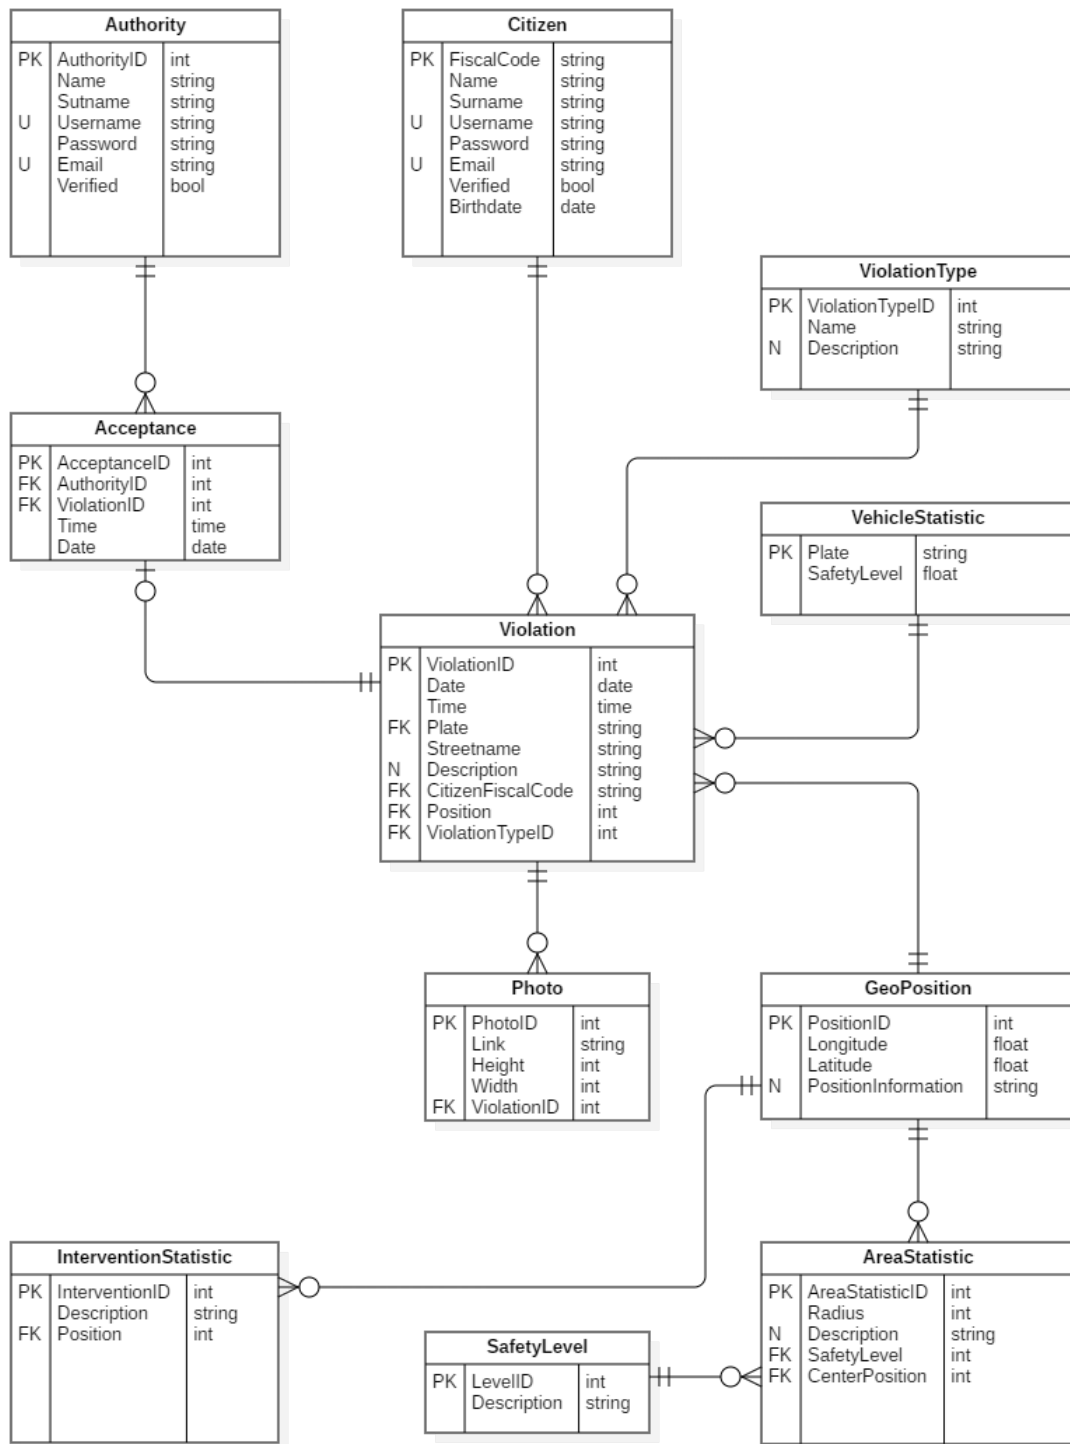 Authority
PK AuthorityID int
Name string
Sutname string
U Username string
Password string
U Email string
Verified bool
Citizen
PK FiscalCode string
Name string
Surname string
U Username string
Password string
U Email string
Verified bool
Birthdate date
ViolationType
PK ViolationTypeID int
Name string
N Description string
Acceptance
PK AcceptanceID int
FK AuthorityID int
FK ViolationID int
Time time
Date date
VehicleStatistic
PK Plate string
SafetyLevel float
Violation
PK ViolationID int
Date date
Time time
FK Plate string
Streetname string
N Description string
FK CitizenFiscalCode string
FK Position int
FK ViolationTypeID int
Photo
PK PhotoID int
Link string
Height int
Width int
FK ViolationID int
GeoPosition
PK PositionID int
Longitude float
Latitude float
N PositionInformation string
InterventionStatistic
PK InterventionID int
Description string
FK Position int
SafetyLevel
PK LevelID int
Description string
AreaStatistic
PK AreaStatisticID int
Radius int
N Description string
FK SafetyLevel int
FK CenterPosition int